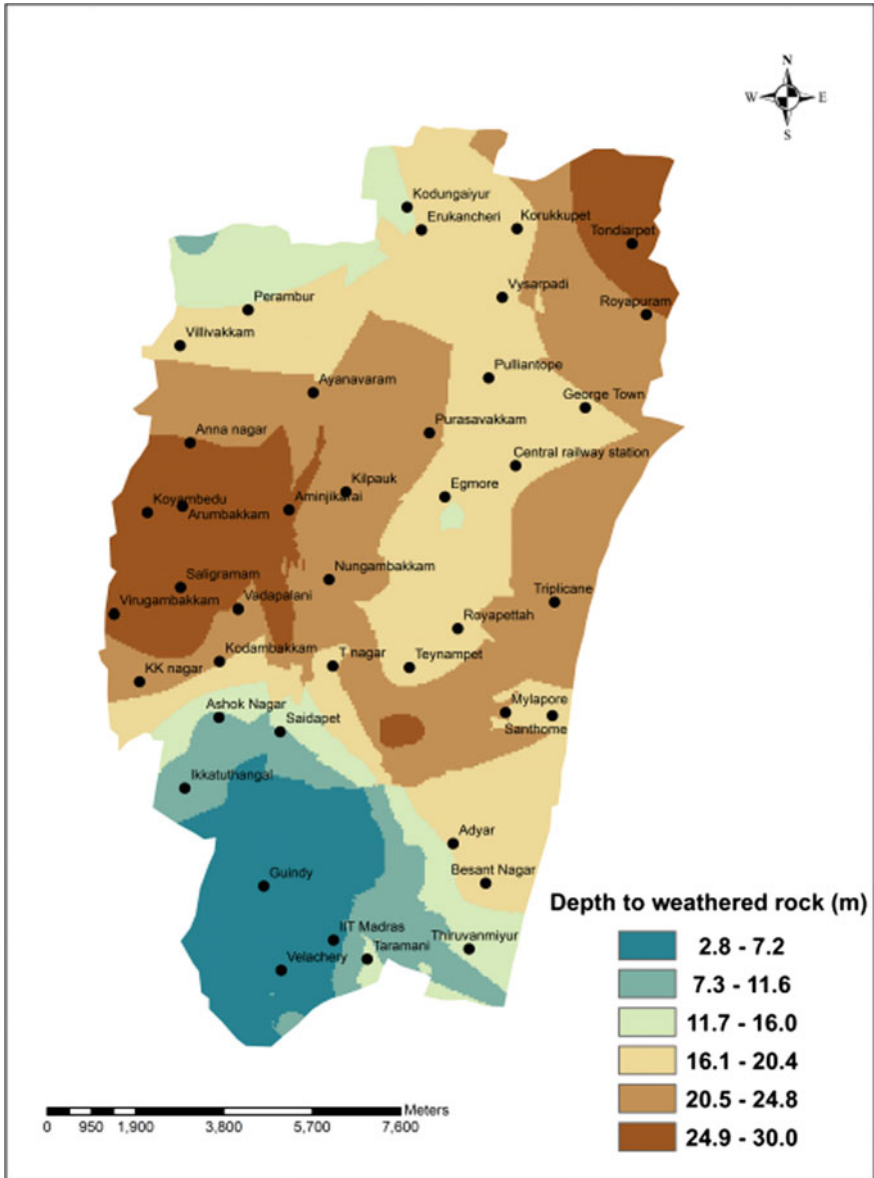 N
W E
S
Kodungaiyur
Erukancheri
Korukkupet
Tondiarpet
Vysarpadi
Perambur
Royapuram
Villivakkam
Pulliantope
Ayanavaram
George Town
Purasavakkam
Anna nagar
Central railway station
Kilpauk
Egmore
Koyambedu
Aminjikarai
Arumbakkam
Nungambakkam
Saligramam
Triplicane
Virugambakkam
Vadapalani
Royapettah
Kodambakkam
T nagar
Teynampet
KK nagar
Mylapore
Ashok Nagar
Saidapet
Santhome
Ikkatuthangal
Adyar
Besant Nagar
Guindy
IIT Madras
Thiruvanmiyur
Taramani
Velachery
Depth to weathered rock (m)
2.8 - 7.2
7.3 - 11.6
11.7 - 16.0
16.1 - 20.4
20.5 - 24.8
24.9 - 30.0
Meters
0 950 1,900 3,800 5,700 7,600